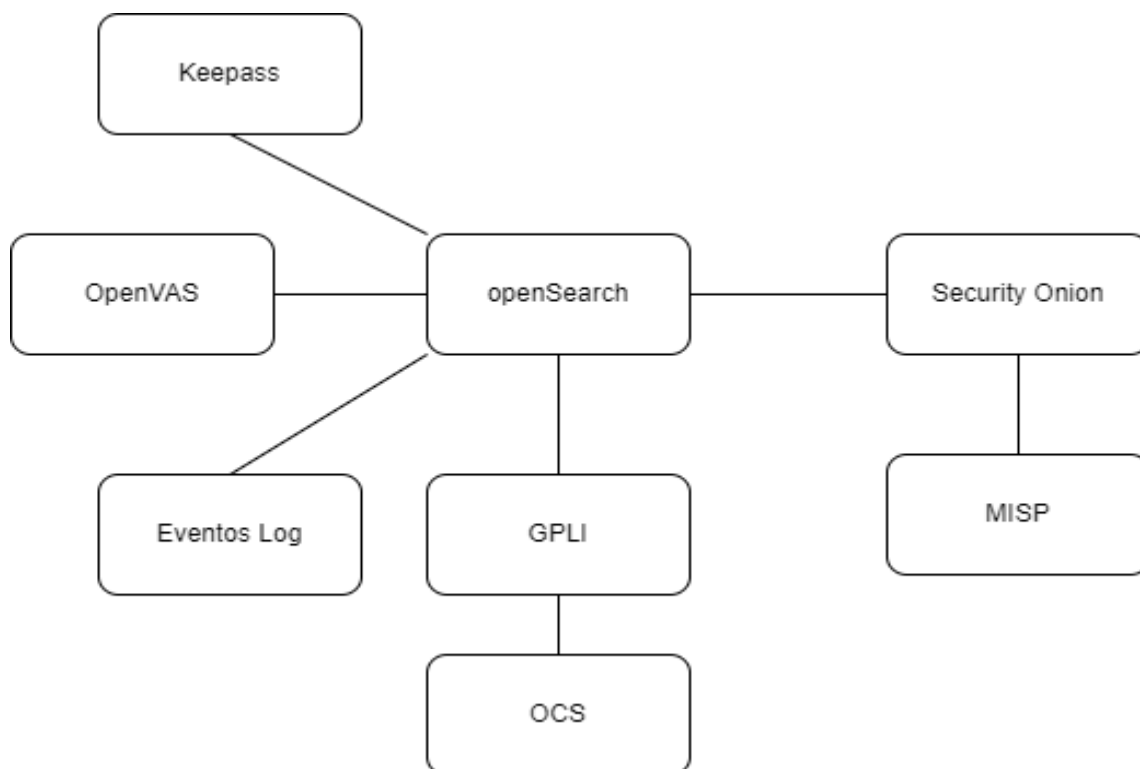 Keepass
OpenVAS
openSearch
Security Onion
Eventos Log
GPLI
MISP
OCS